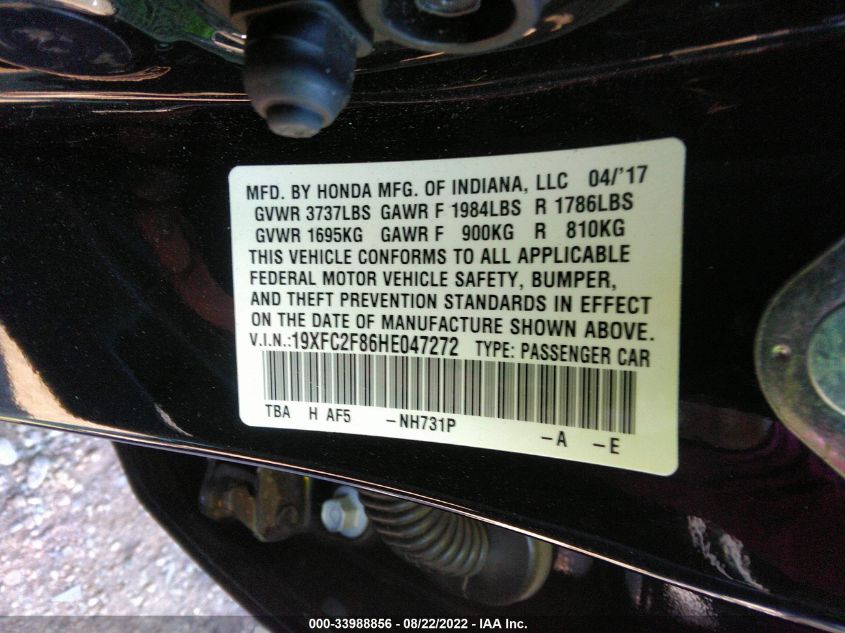 MFD. BY HONDA MFG. OF INDIANA, LLC 04/'17
GVWR 3737LBS GAWR F 1984LBS R 1786LBS
GVWR 1695KG GAWR F 900KG R 810KG
THIS VEHICLE CONFORMS TO ALL APPLICABLE
FEDERAL MOTOR VEHICLE SAFETY, BUMPER,
AND THEFT PREVENTION STANDARDS IN EFFECT
ON THE DATE OF MANUFACTURE SHOWN ABOVE.
V.I.N.:19XFC2F86HE047272 TYPE: PASSENGER CAR
TBA H AF5 -NH731P -A -E
000-33988856 - 08/22/2022 - IAA Inc.